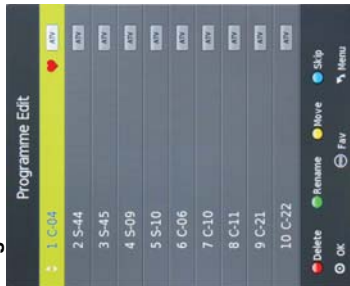 Programme Edit
1 C-04 ATV
2 S-44 ATV
3 S-45 ATV
4 S-09 ATV
5 S-10 ATV
6 C-06 ATV
7 C-10 ATV
8 C-11 ATV
9 C-21 ATV
10 C-22 ATV
Delete Rename Move Skip
OK Fav Menu